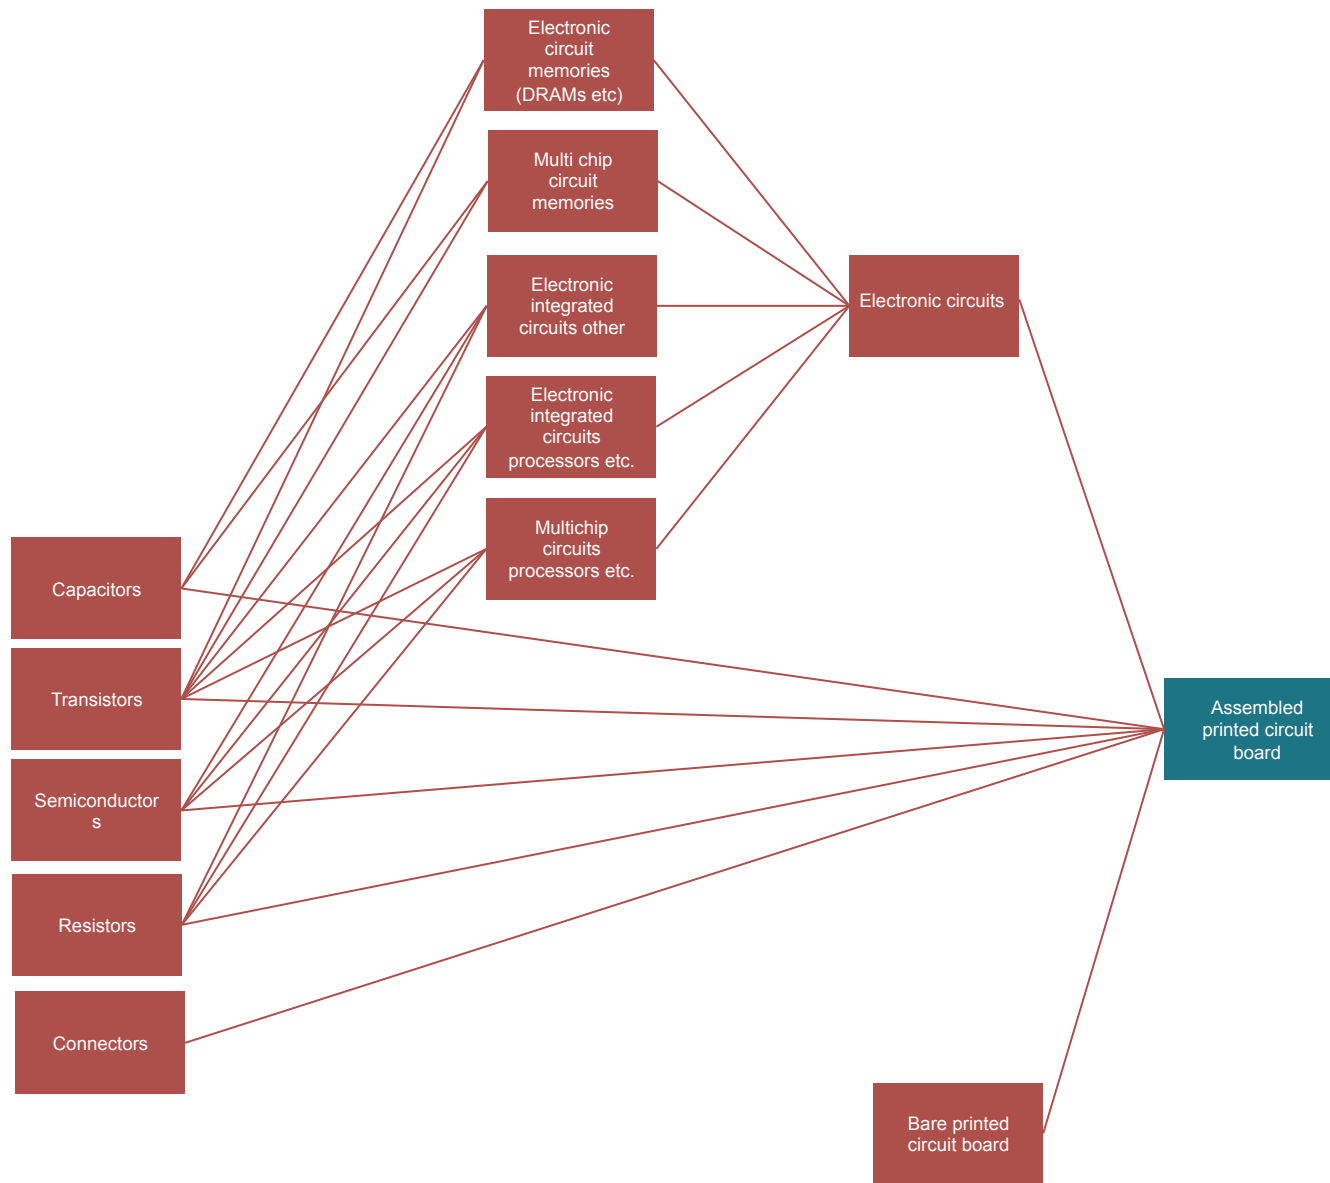 Electronic
circuit
memories
(DRAMs etc)
Multi chip
circuit
memories
Electronic
integrated
circuits other
Electronic circuits
Electronic
integrated
circuits
processors etc.
Multichip
circuits
processors etc.
Capacitors
Transistors
Assembled
printed circuit
board
Semiconductor
s
Resistors
Connectors
Bare printed
circuit board